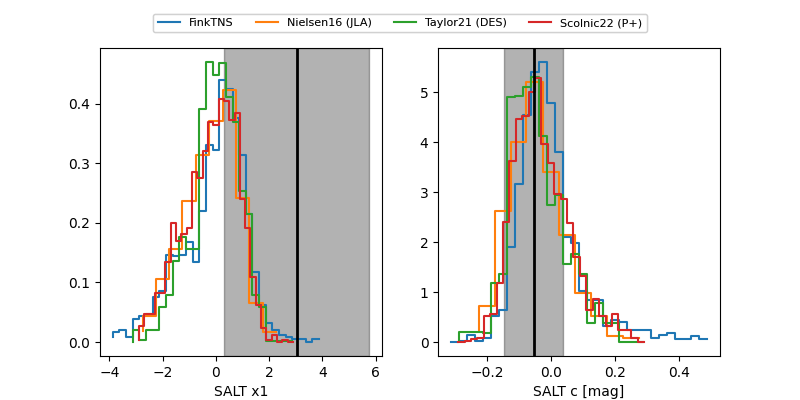 FinkTNS Nielsen16 (JLA) Taylor21 (DES) Scolnic22 (P+)
0.4
0.3
0.2
0.1
0.0
−4 −2 0 2 4 6
SALT x1
5
4
3
2
1
0
−0.2 0.0 0.2 0.4
SALT c [mag]